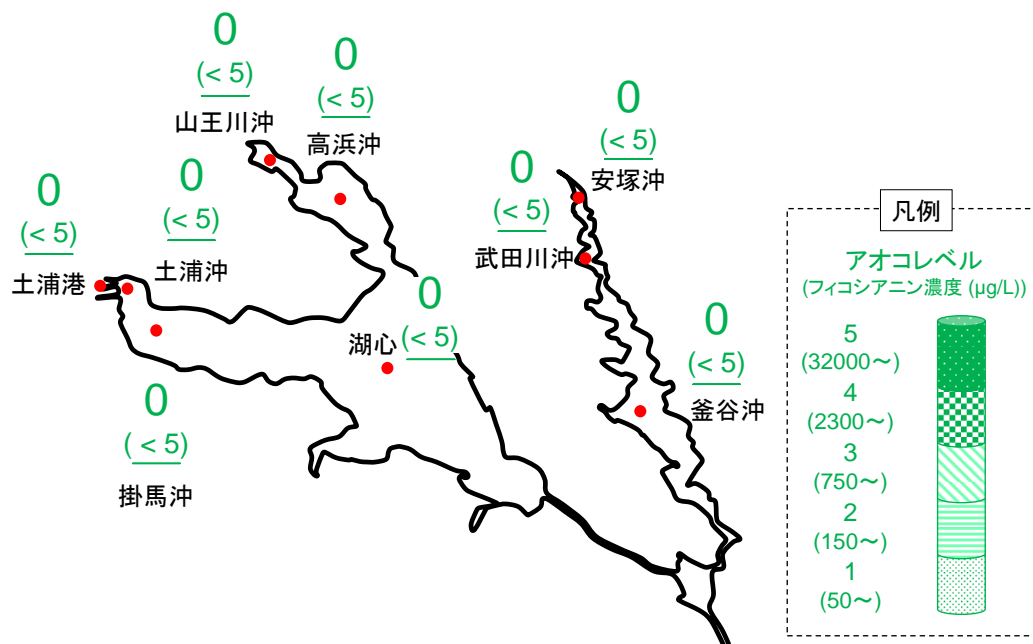 0
(< 5)
山王川沖
0
(< 5)
高浜沖
0
(< 5)
安塚沖
0
(< 5)
武田川沖
0
(< 5)
土浦港
0
(< 5)
土浦沖
0
(< 5)
湖心
0
(< 5)
釜谷沖
0
(< 5)
掛馬沖
凡例
アオコレベル
(フィコシアニン濃度 (µg/L))
5
(32000～)
4
(2300～)
3
(750～)
2
(150～)
1
(50～)